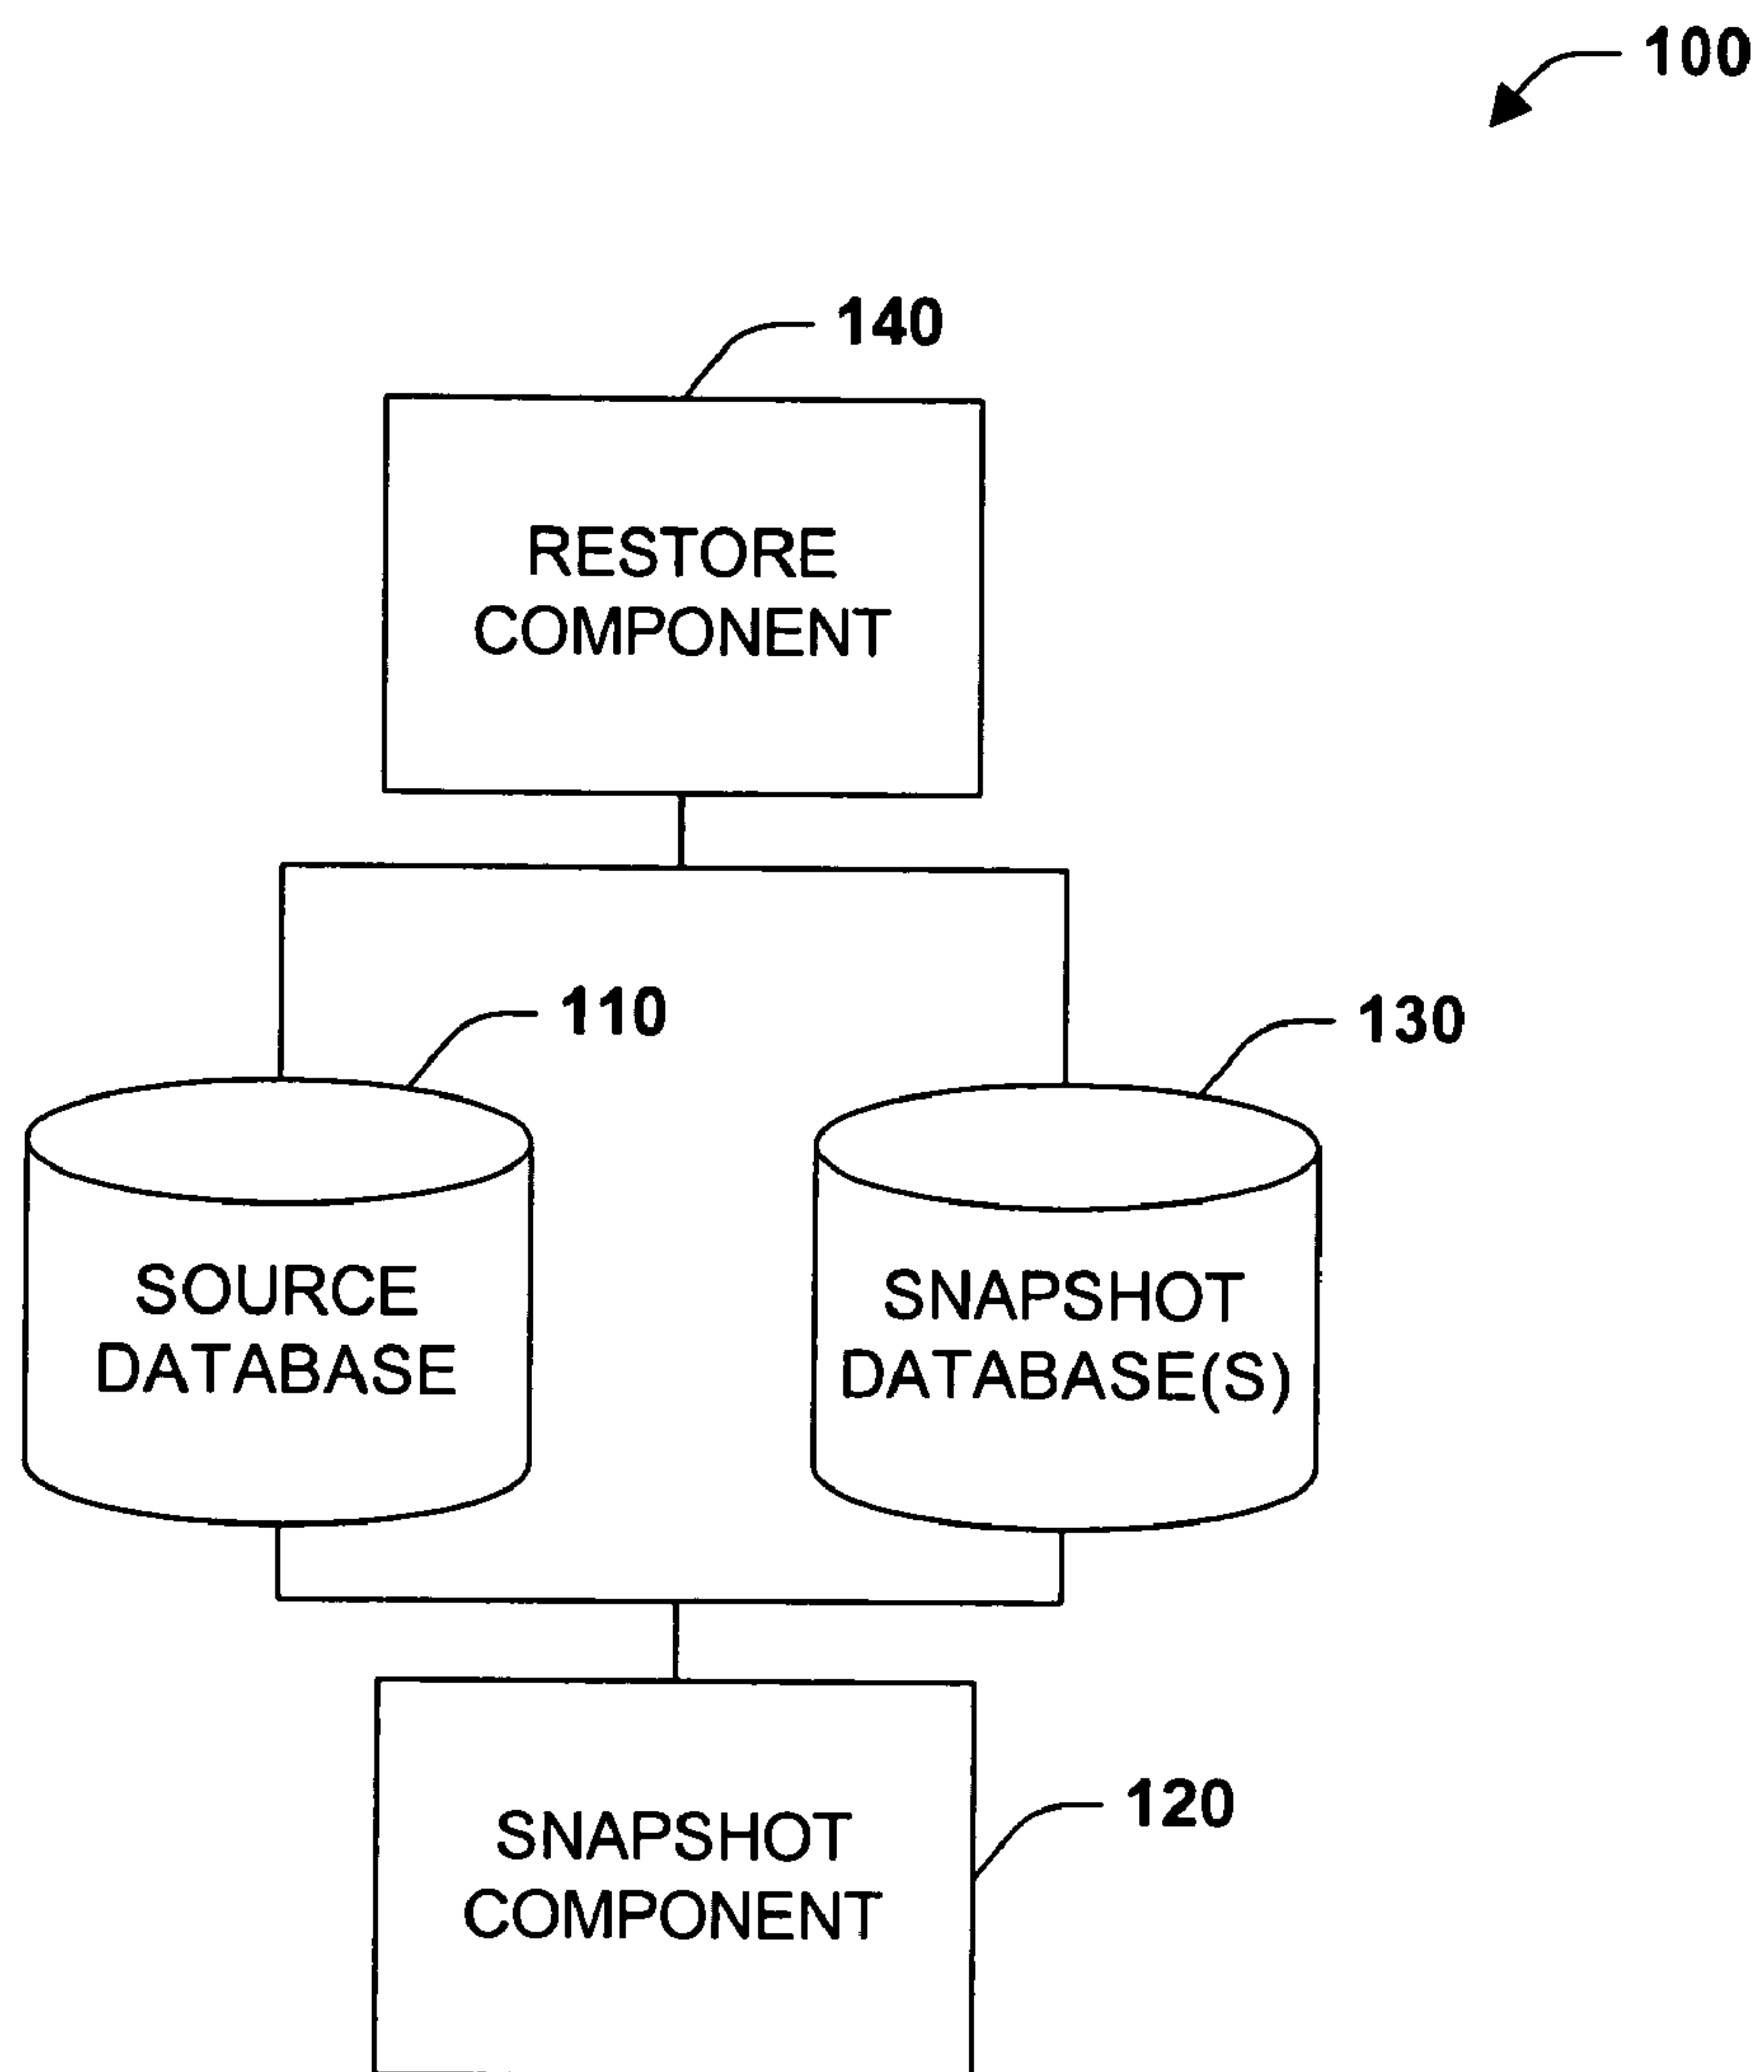 100
140
RESTORE
COMPONENT
110
130
SOURCE
DATABASE
SNAPSHOT
DATABASE(S)
120
SNAPSHOT
COMPONENT